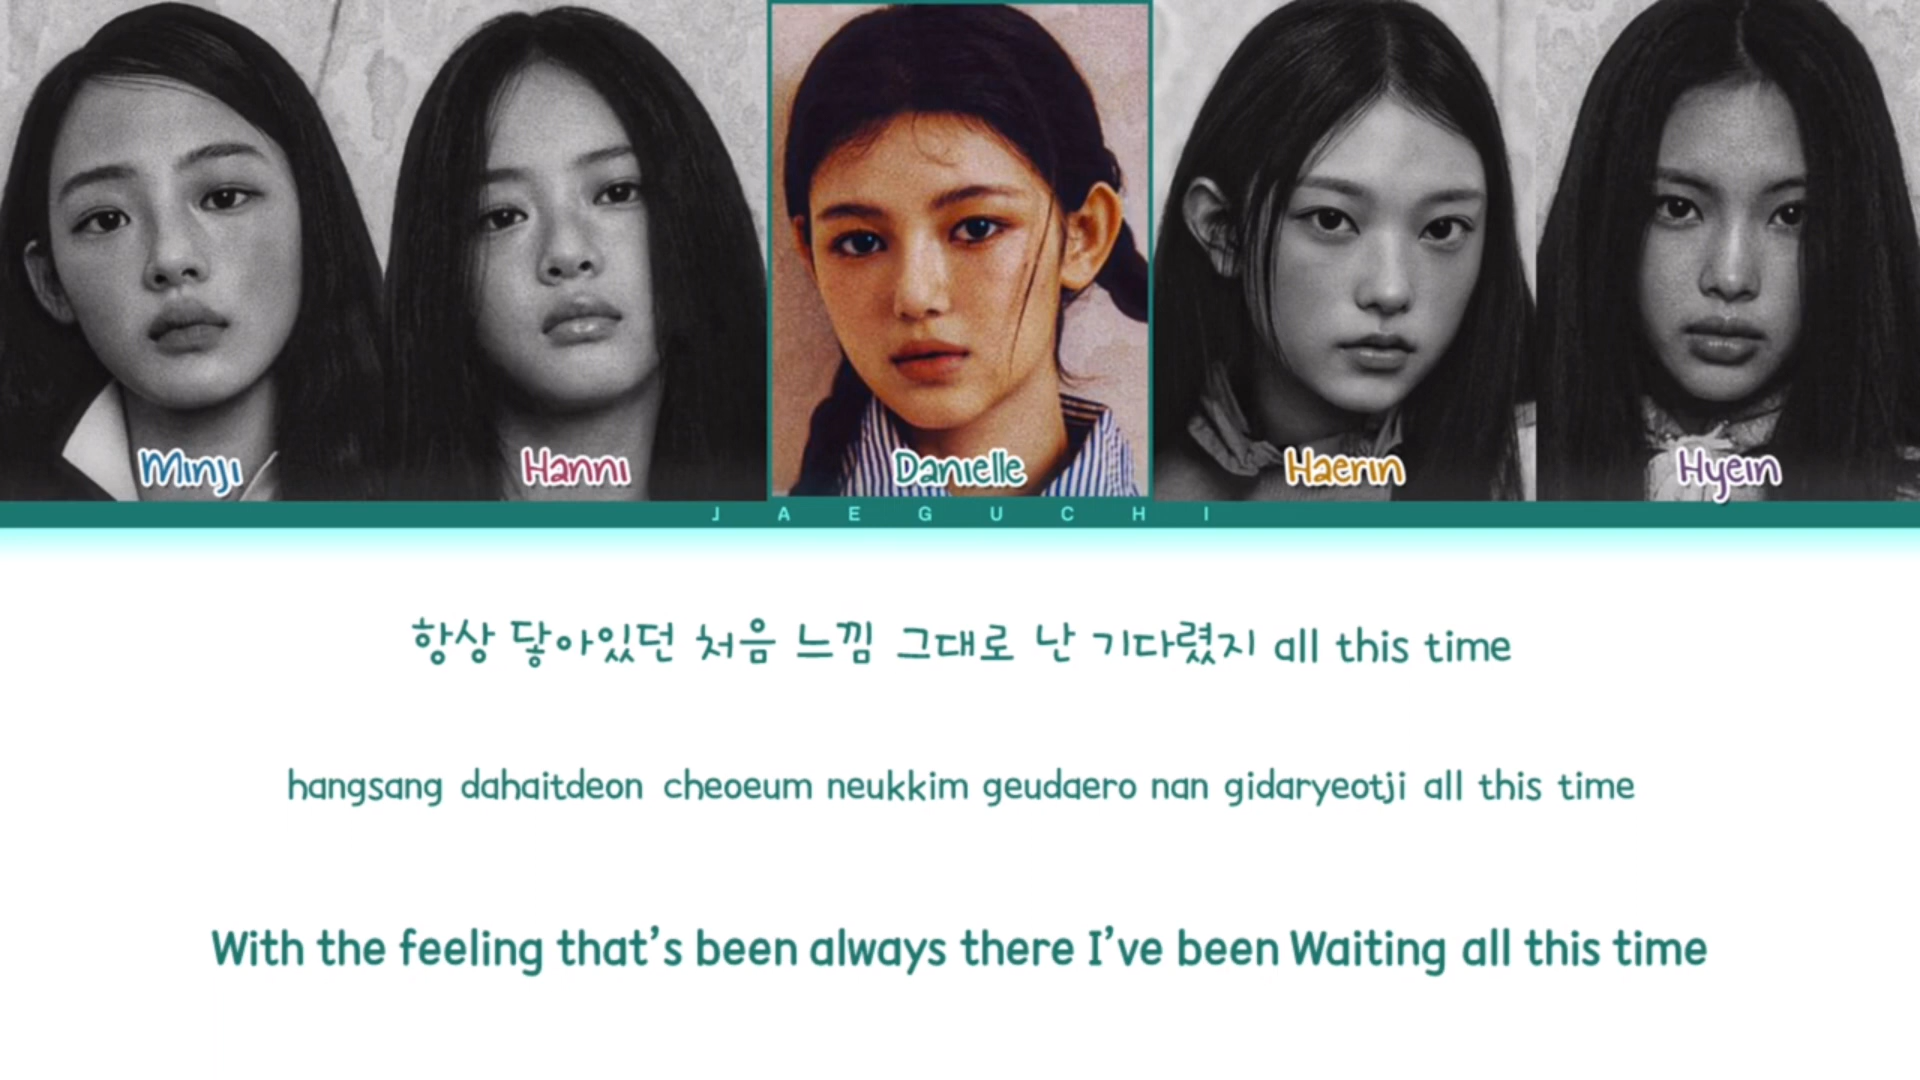 Minji
Hanni
Danielle
Haerin
Hyein
JAEGUCHI
항상 닿아있던 처음 느낌 그대로 난 기다렸지 all this time
hangsang dahaitdeon cheoeum neukkim geudaero nan gidaryeotji all this time
With the feeling that's been always there I've been Waiting all this time